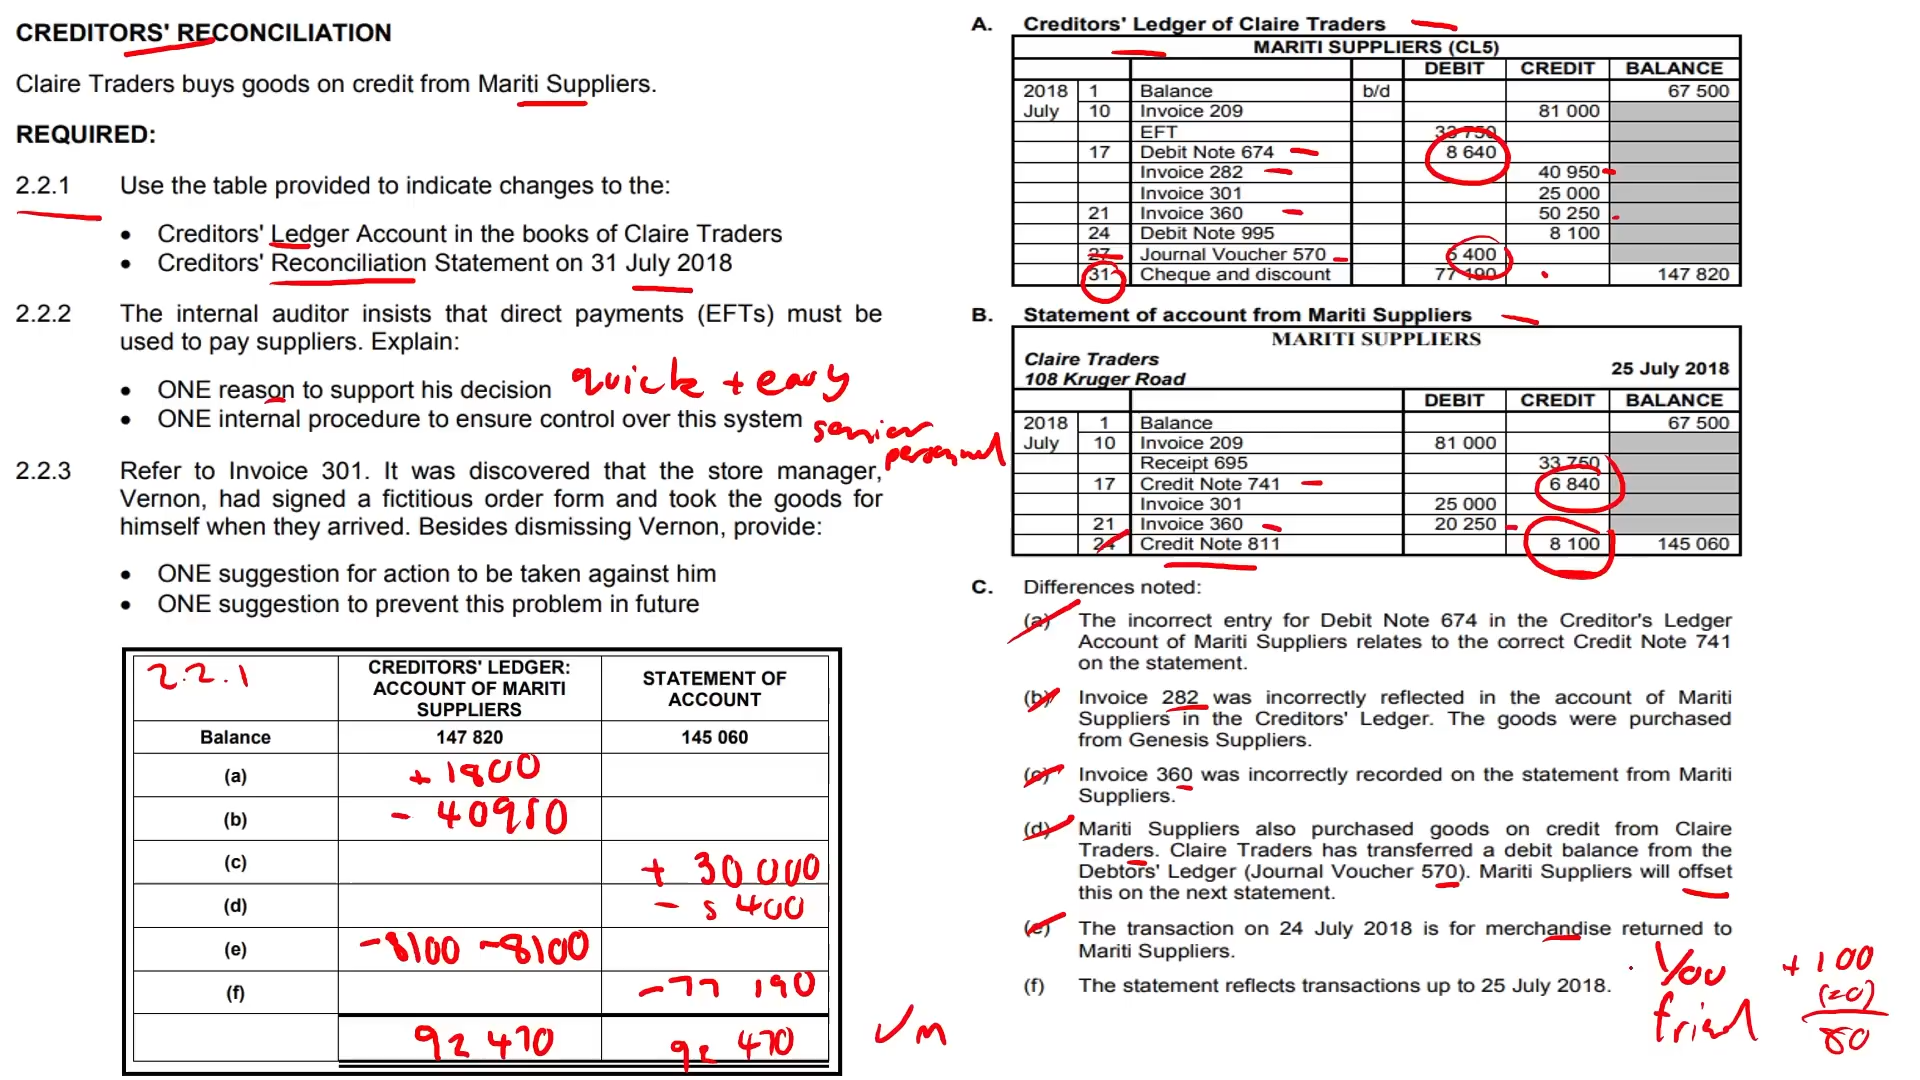 CREDITORS' RECONCILIATION
Claire Traders buys goods on credit from Mariti Suppliers.
REQUIRED:
2.2.1 Use the table provided to indicate changes to the:
• Creditors' Ledger Account in the books of Claire Traders
• Creditors' Reconciliation Statement on 31 July 2018
2.2.2 The internal auditor insists that direct payments (EFTs) must be
used to pay suppliers. Explain:
• ONE reason to support his decision quick + easy
• ONE internal procedure to ensure control over this system senior
personnel
2.2.3 Refer to Invoice 301. It was discovered that the store manager,
Vernon, had signed a fictitious order form and took the goods for
himself when they arrived. Besides dismissing Vernon, provide:
• ONE suggestion for action to be taken against him
• ONE suggestion to prevent this problem in future
2.2.1 CREDITORS' LEDGER:
ACCOUNT OF MARITI
SUPPLIERS
STATEMENT OF
ACCOUNT
Balance 147 820 145 060
(a) + 1800
(b) - 40950
(c) + 30 000
(d) - 5 400
(e) -8100 -8100
(f) -77 190
92 470 92 470
A. Creditors' Ledger of Claire Traders
MARITI SUPPLIERS (CL5)
DEBIT CREDIT BALANCE
2018 1 Balance b/d 67 500
July 10 Invoice 209 81 000
EFT 33 750
17 Debit Note 674 8 640
Invoice 282 40 950
Invoice 301 25 000
21 Invoice 360 50 250
24 Debit Note 995 8 100
27 Journal Voucher 570 5 400
31 Cheque and discount 77 190 147 820
B. Statement of account from Mariti Suppliers
MARITI SUPPLIERS
Claire Traders
108 Kruger Road
25 July 2018
DEBIT CREDIT BALANCE
2018 1 Balance 67 500
July 10 Invoice 209 81 000
Receipt 695 33 750
17 Credit Note 741 6 840
Invoice 301 25 000
21 Invoice 360 20 250
24 Credit Note 811 8 100 145 060
C. Differences noted:
(a) The incorrect entry for Debit Note 674 in the Creditor's Ledger
Account of Mariti Suppliers relates to the correct Credit Note 741
on the statement.
(b) Invoice 282 was incorrectly reflected in the account of Mariti
Suppliers in the Creditors' Ledger. The goods were purchased
from Genesis Suppliers.
(c) Invoice 360 was incorrectly recorded on the statement from Mariti
Suppliers.
(d) Mariti Suppliers also purchased goods on credit from Claire
Traders. Claire Traders has transferred a debit balance from the
Debtors' Ledger (Journal Voucher 570). Mariti Suppliers will offset
this on the next statement.
(e) The transaction on 24 July 2018 is for merchandise returned to
Mariti Suppliers.
(f) The statement reflects transactions up to 25 July 2018.
You
+ 100
(20)
80